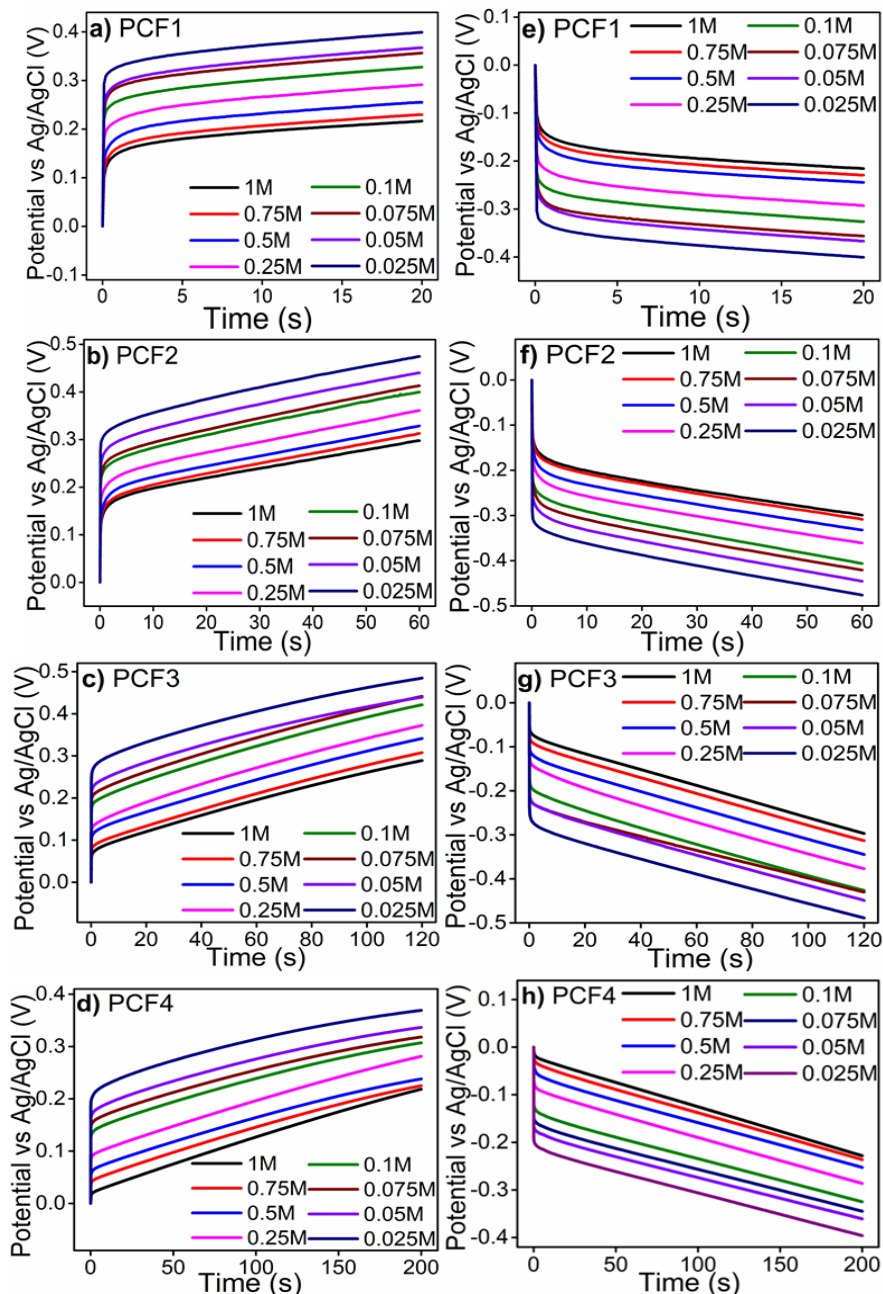 a) PCF1
Potential vs Ag/AgCl (V)
0.4
0.3
0.2
0.1
0.0
-0.1
1M 0.1M
0.75M 0.075M
0.5M 0.05M
0.25M 0.025M
0 5 10 15 20
Time (s)
e) PCF1
Potential vs Ag/AgCl (V)
0.1
-0.1
-0.2
-0.3
-0.4
1M 0.1M
0.75M 0.075M
0.5M 0.05M
0.25M 0.025M
0 5 10 15 20
Time (s)
b) PCF2
Potential vs Ag/AgCl (V)
0.5
0.4
0.3
0.2
0.1
0.0
1M 0.1M
0.75M 0.075M
0.5M 0.05M
0.25M 0.025M
0 10 20 30 40 50 60
Time (s)
f) PCF2
Potential vs Ag/AgCl (V)
0.0
-0.2
-0.3
-0.4
-0.5
1M 0.1M
0.75M 0.075M
0.5M 0.05M
0.25M 0.025M
0 10 20 30 40 50 60
Time (s)
c) PCF3
Potential vs Ag/AgCl (V)
0.5
0.4
0.3
0.2
0.1
0.0
1M 0.1M
0.75M 0.075M
0.5M 0.05M
0.25M 0.025M
0 20 40 60 80 100 120
Time (s)
g) PCF3
Potential vs Ag/AgCl (V)
0.0
-0.1
-0.2
-0.3
-0.4
-0.5
1M 0.1M
0.75M 0.075M
0.5M 0.05M
0.25M 0.025M
0 20 40 60 80 100 120
Time (s)
d) PCF4
Potential vs Ag/AgCl (V)
0.4
0.3
0.2
0.1
0.0
1M 0.1M
0.75M 0.075M
0.5M 0.05M
0.25M 0.025M
0 50 100 150 200
Time (s)
h) PCF4
Potential vs Ag/AgCl (V)
0.1
0.0
-0.1
-0.2
-0.3
-0.4
1M 0.1M
0.75M 0.075M
0.5M 0.05M
0.25M 0.025M
0 50 100 150 200
Time (s)